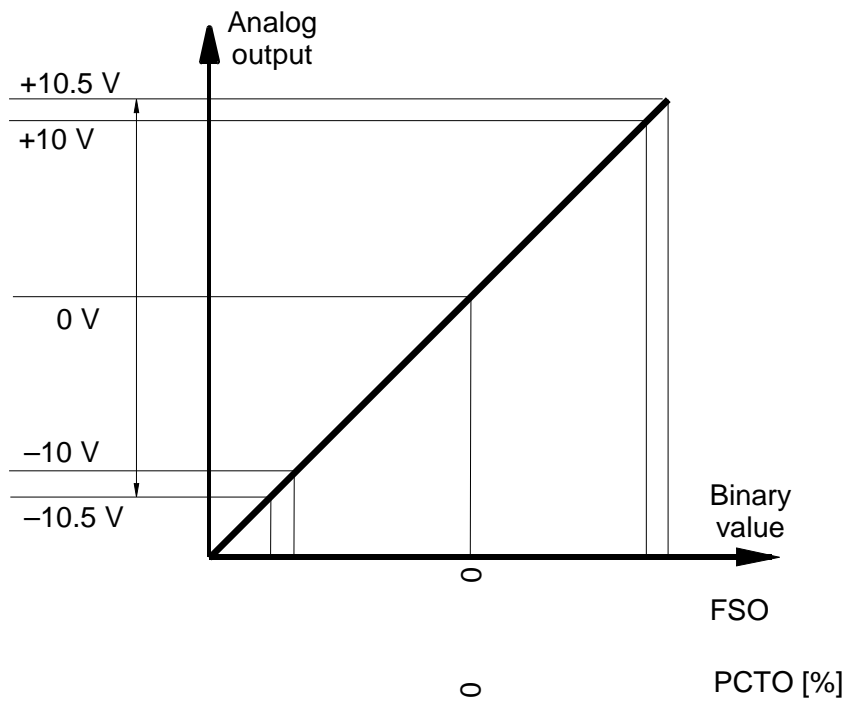 Analog
output
+10.5 V
+10 V
0 V
–10 V
–10.5 V
Binary
value
0
FSO
0
PCTO [%]